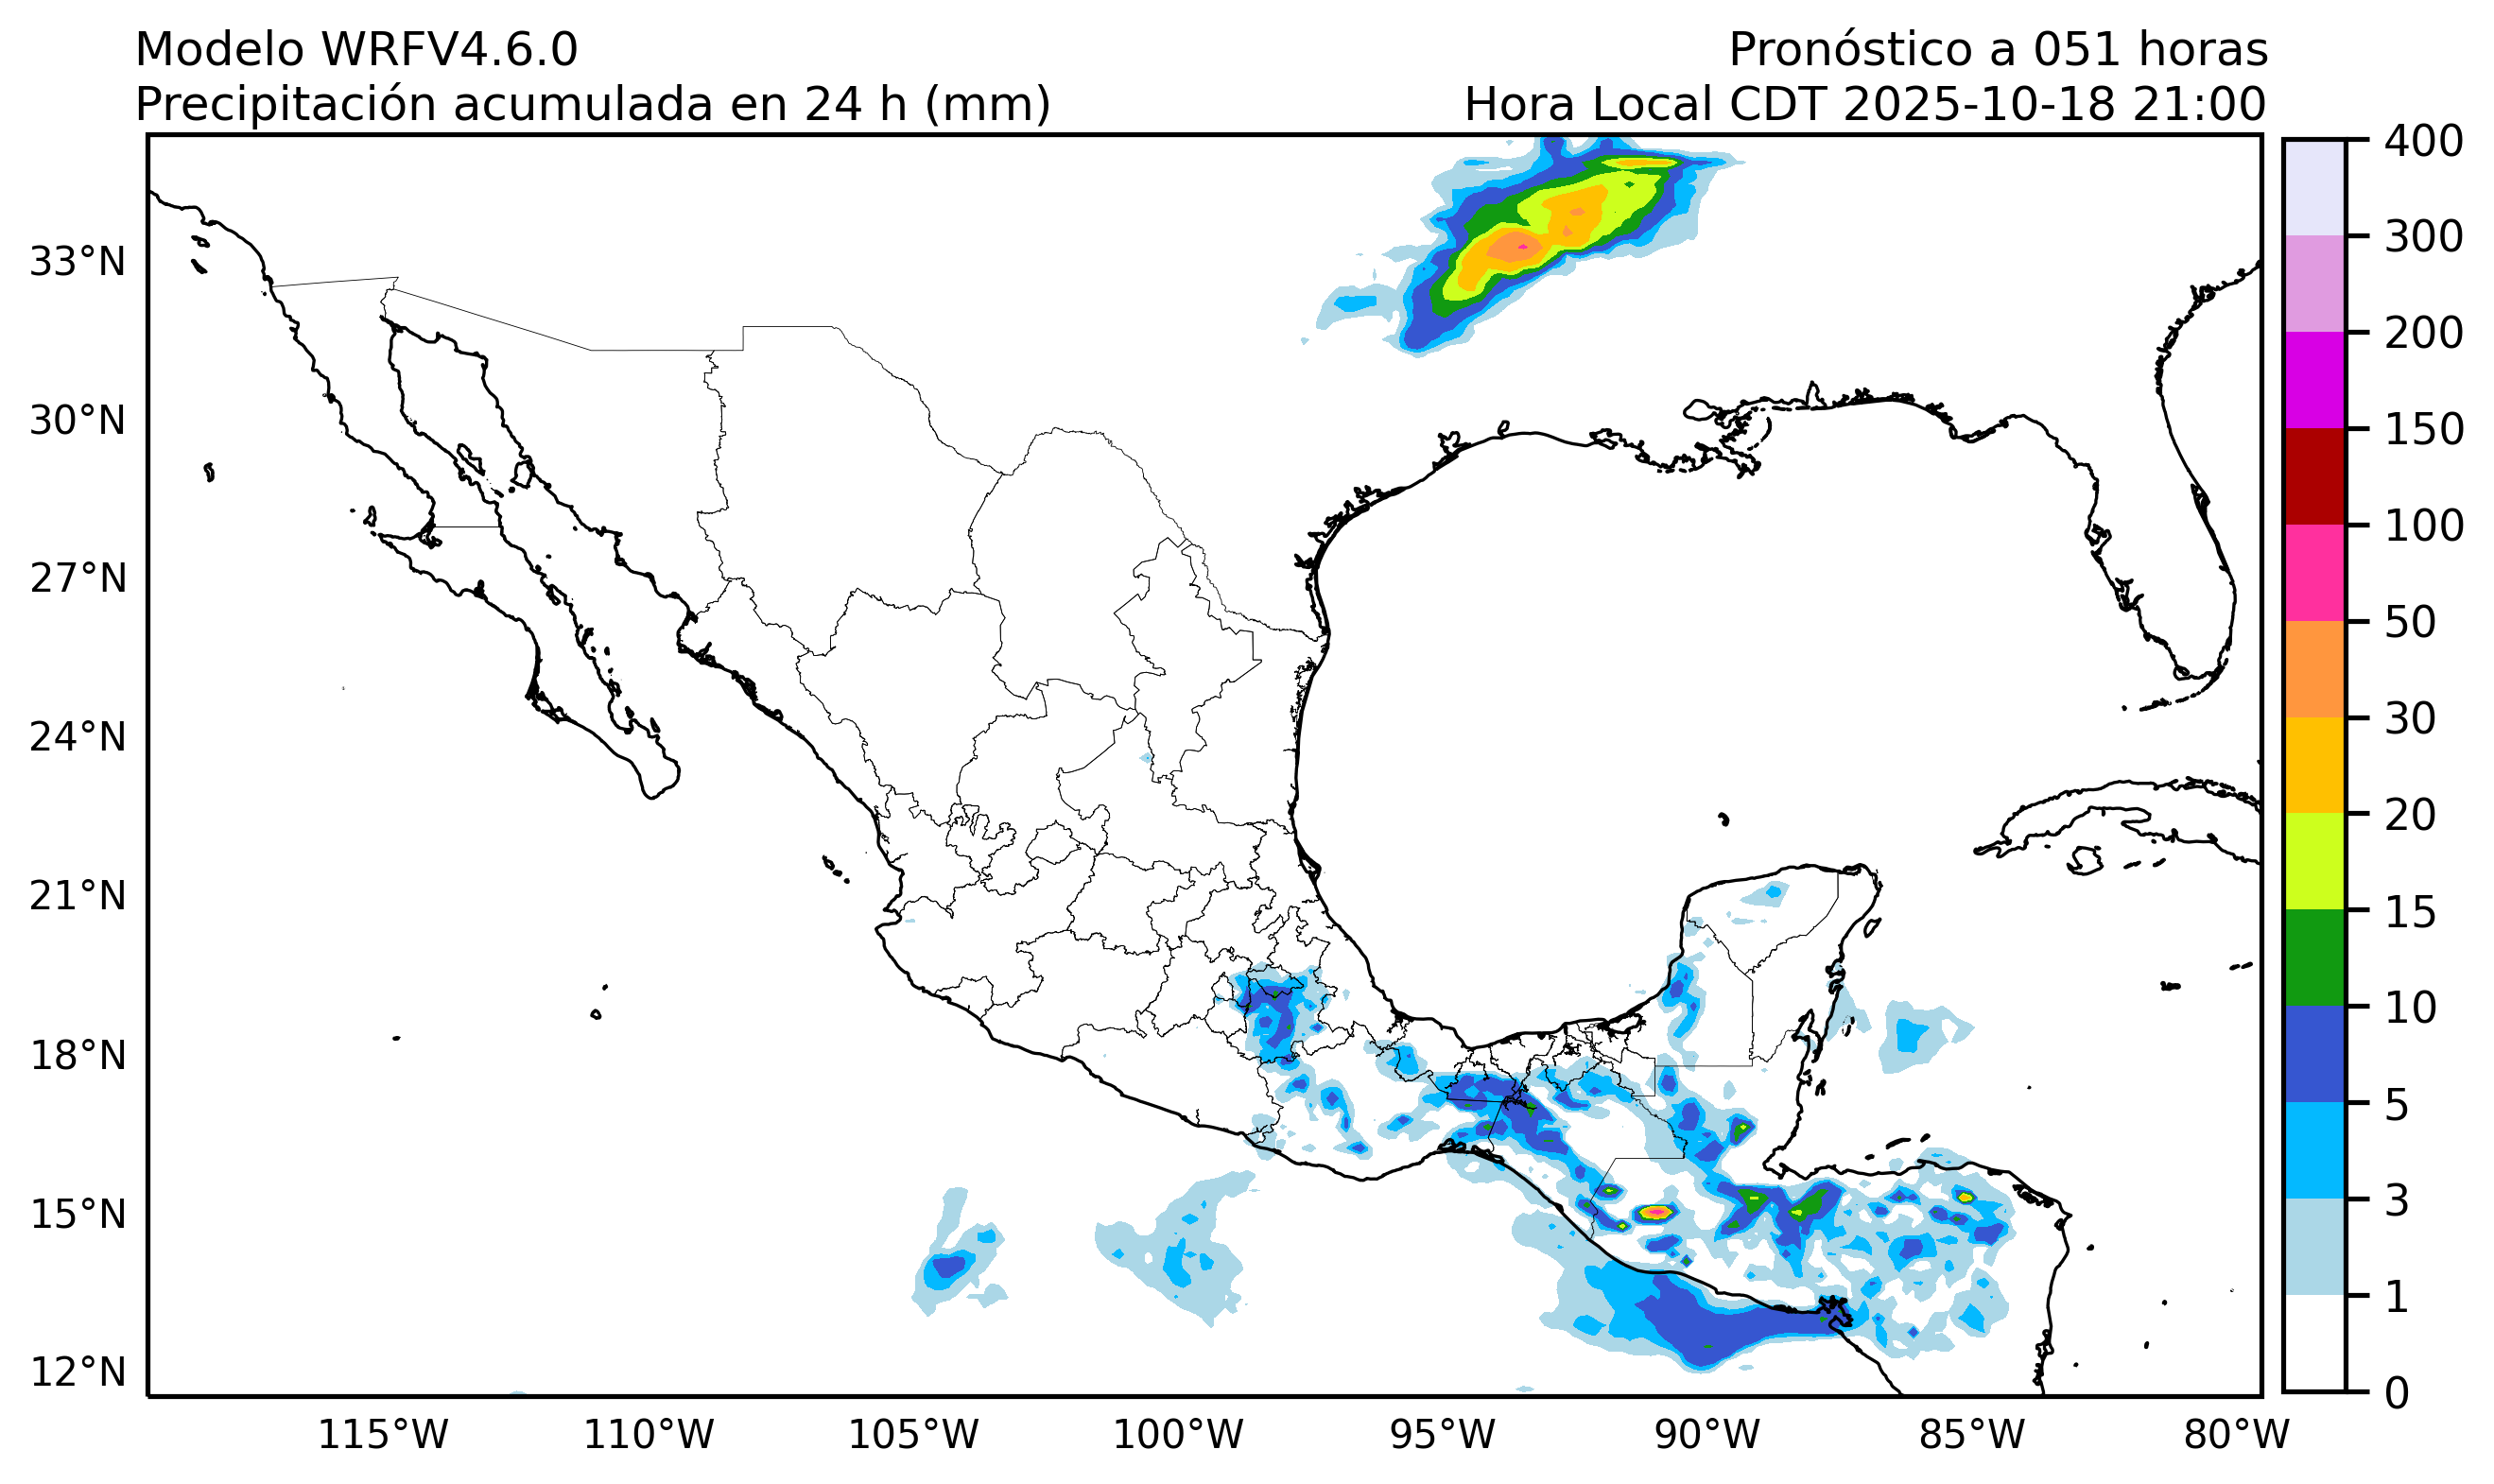 Modelo WRFV4.6.0
Pronóstico a 051 horas
Precipitación acumulada en 24 h (mm)
Hora Local CDT 2025-10-18 21:00
33°N
30°N
27°N
24°N
21°N
18°N
15°N
12°N
115°W
110°W
105°W
100°W
95°W
90°W
85°W
80°W
400
300
200
150
100
50
30
20
15
10
5
3
1
0